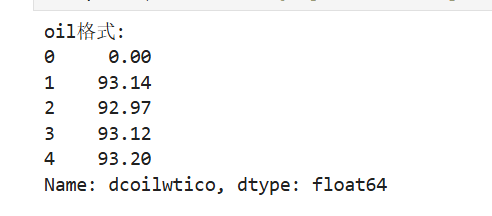 oil格式:
0     0.00
1    93.14
2    92.97
3    93.12
4    93.20
Name: dcoilwtico, dtype: float64